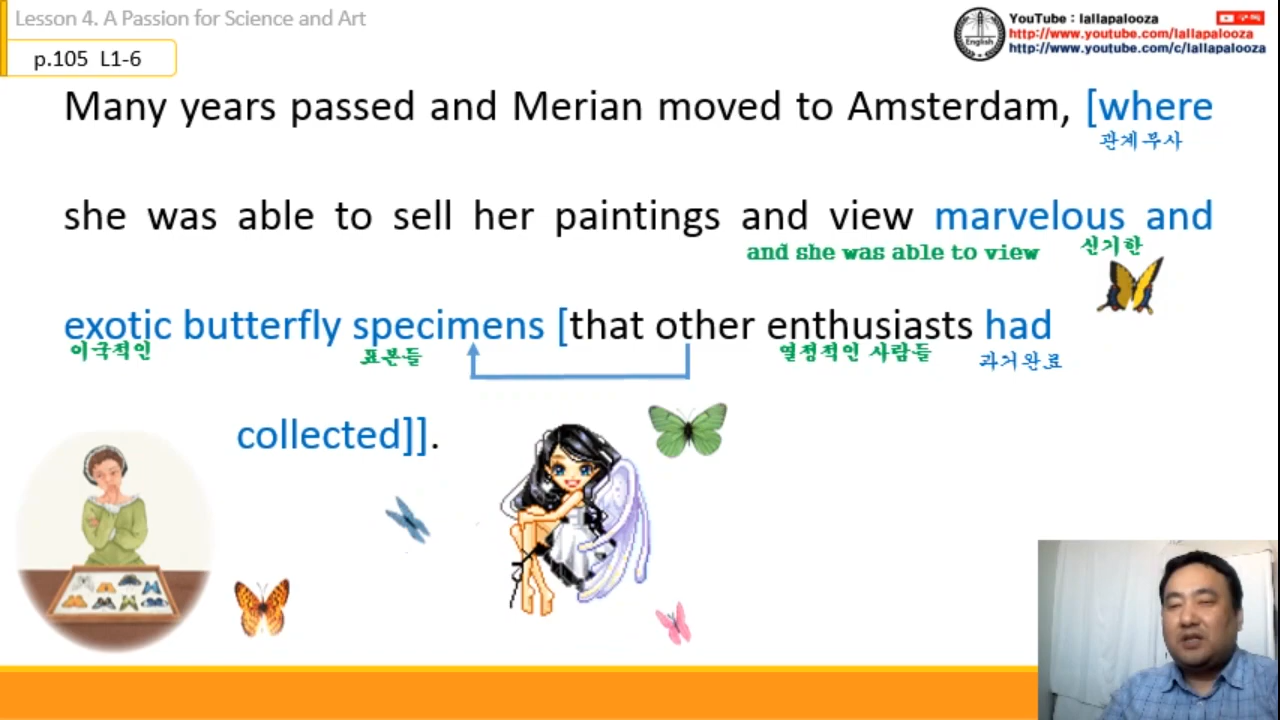 Lesson 4. A Passion for Science and Art
YouTube : lallapalooza
구독
http://www.youtube.com/lallapalooza
English
http://www.youtube.com/c/lallapalooza
p.105 L1-6
Many years passed and Merian moved to Amsterdam, [where
관계부사
she was able to sell her paintings and view marvelous and
and she was able to view 신기한
exotic butterfly specimens [that other enthusiasts had
이국적인 표본들 열정적인 사람들 과거완료
collected]].